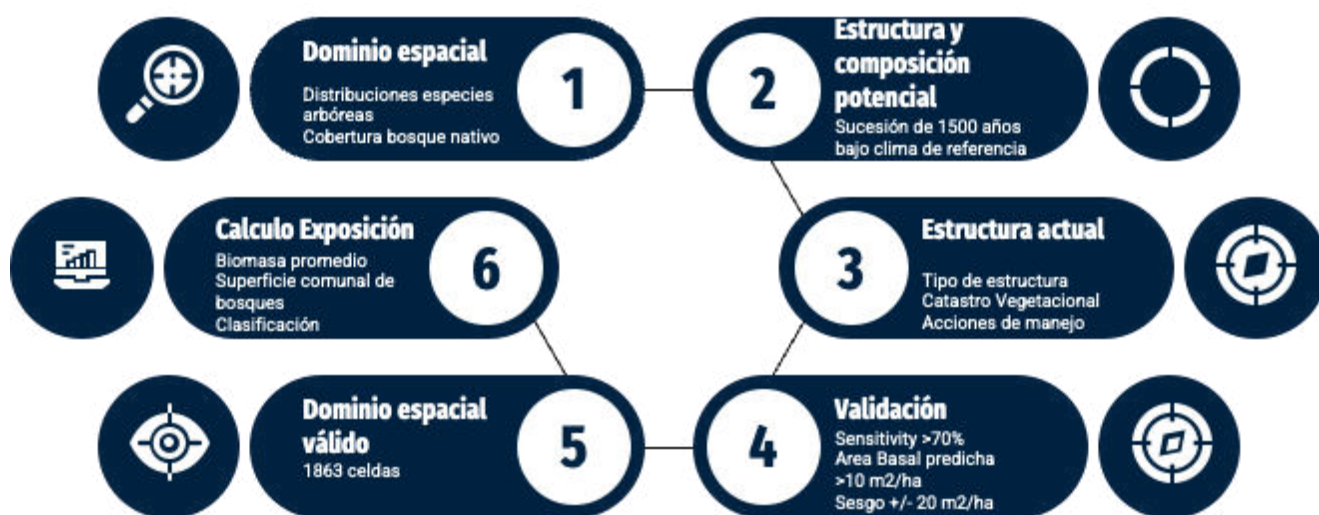 Dominio espacial
Distribuciones especies
arbóreas
Cobertura bosque nativo
1
2
Estructura y
composición
potencial
Sucesión de 1500 años
bajo clima de referencia
3
Estructura actual
Tipo de estructura
Catastro Vegetacional
Acciones de manejo
4
Validación
Sensitivity >70%
Area Basal predicha
>10 m2/ha
Sesgo +/- 20 m2/ha
Dominio espacial
válido
1863 celdas
5
Calculo Exposición
Biomasa promedio
Superficie comunal de
bosques
Clasificación
6